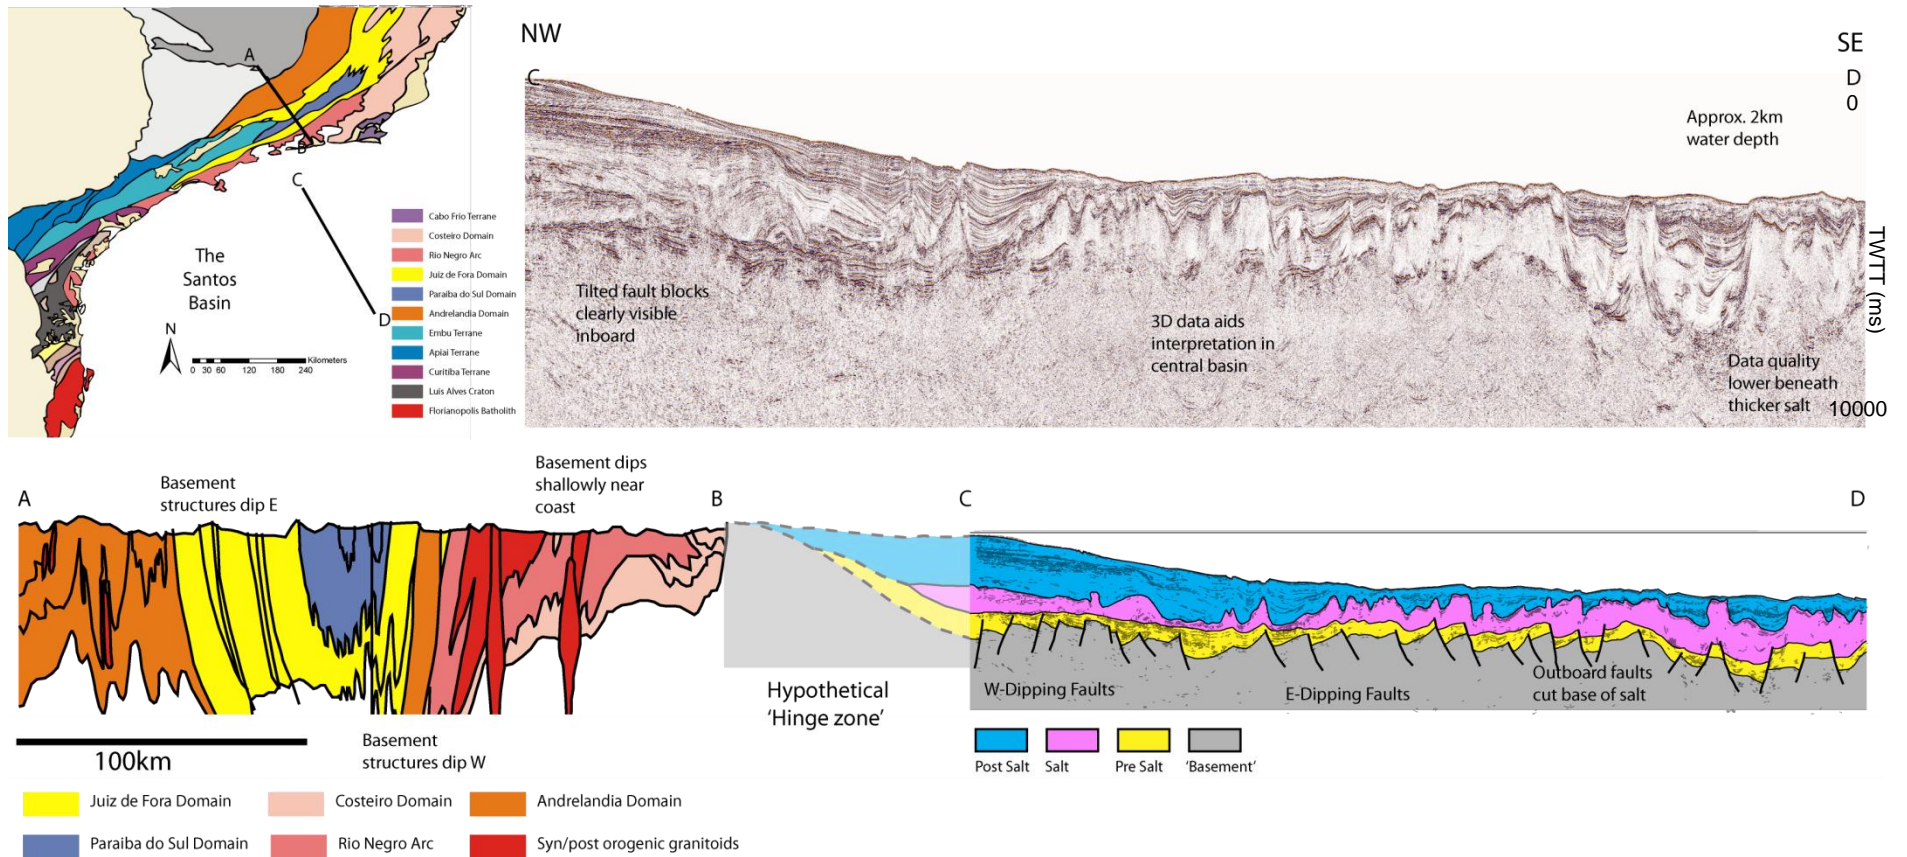 A
B
C
D
The
Santos
Basin
N
0 30 60 120 180 240 Kilometers
Cabo Frio Terrane
Costeiro Domain
Rio Negro Arc
Juiz de Fora Domain
Paraiba do Sul Domain
Andrelandia Domain
Embu Terrane
Apiai Terrane
Curitiba Terrane
Luis Alves Craton
Florianopolis Batholith
NW
SE
C
D
0
Approx. 2km
water depth
Tilted fault blocks
clearly visible
inboard
3D data aids
interpretation in
central basin
Data quality
lower beneath
thicker salt
10000
TWTT (ms)
A
Basement
structures dip E
Basement dips
shallowly near
coast
B
C
D
Hypothetical
'Hinge zone'
W-Dipping Faults
E-Dipping Faults
Outboard faults
cut base of salt
100km
Basement
structures dip W
Post Salt
Salt
Pre Salt
'Basement'
Juiz de Fora Domain
Costeiro Domain
Andrelandia Domain
Paraiba do Sul Domain
Rio Negro Arc
Syn/post orogenic granitoids